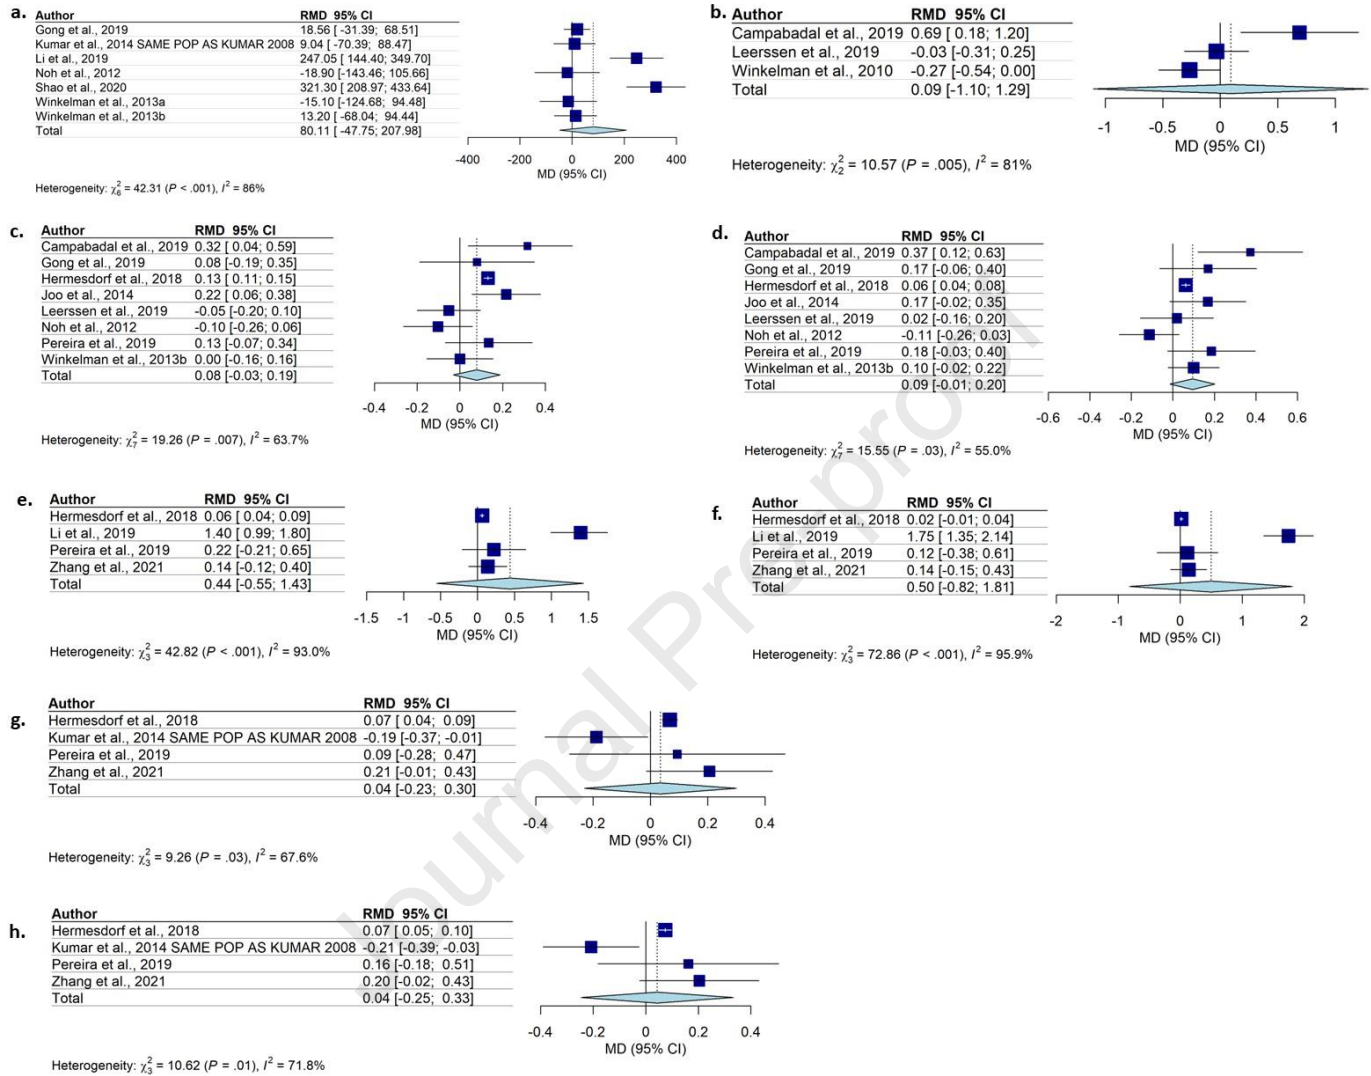 a.
Author RMD 95% CI
Gong et al., 2019 18.56 [ -31.39; 68.51]
Kumar et al., 2014 SAME POP AS KUMAR 2008 9.04 [ -70.39; 88.47]
Li et al., 2019 247.05 [ 144.40; 349.70]
Noh et al., 2012 -18.90 [-143.46; 105.66]
Shao et al., 2020 321.30 [ 208.97; 433.64]
Winkelman et al., 2013a -15.10 [-124.68; 94.48]
Winkelman et al., 2013b 13.20 [ -68.04; 94.44]
Total 80.11 [ -47.75; 207.98]
-400 -200 0 200 400
MD (95% CI)
Heterogeneity: χ²₆ = 42.31 (P < .001), I² = 86%
b.
Author RMD 95% CI
Campabadal et al., 2019 0.69 [ 0.18; 1.20]
Leerssen et al., 2019 -0.03 [-0.31; 0.25]
Winkelman et al., 2010 -0.27 [-0.54; 0.00]
Total 0.09 [-1.10; 1.29]
-1 -0.5 0 0.5 1
MD (95% CI)
Heterogeneity: χ²₂ = 10.57 (P = .005), I² = 81%
c.
Author RMD 95% CI
Campabadal et al., 2019 0.32 [ 0.04; 0.59]
Gong et al., 2019 0.08 [-0.19; 0.35]
Hermesdorf et al., 2018 0.13 [ 0.11; 0.15]
Joo et al., 2014 0.22 [ 0.06; 0.38]
Leerssen et al., 2019 -0.05 [-0.20; 0.10]
Noh et al., 2012 -0.10 [-0.26; 0.06]
Pereira et al., 2019 0.13 [-0.07; 0.34]
Winkelman et al., 2013b 0.00 [-0.16; 0.16]
Total 0.08 [-0.03; 0.19]
-0.4 -0.2 0 0.2 0.4
MD (95% CI)
Heterogeneity: χ²₇ = 19.26 (P = .007), I² = 63.7%
d.
Author RMD 95% CI
Campabadal et al., 2019 0.37 [ 0.12; 0.63]
Gong et al., 2019 0.17 [-0.06; 0.40]
Hermesdorf et al., 2018 0.06 [ 0.04; 0.08]
Joo et al., 2014 0.17 [-0.02; 0.35]
Leerssen et al., 2019 0.02 [-0.16; 0.20]
Noh et al., 2012 -0.11 [-0.26; 0.03]
Pereira et al., 2019 0.18 [-0.03; 0.40]
Winkelman et al., 2013b 0.10 [-0.02; 0.22]
Total 0.09 [-0.01; 0.20]
-0.6 -0.4 -0.2 0 0.2 0.4 0.6
MD (95% CI)
Heterogeneity: χ²₇ = 15.55 (P = .03), I² = 55.0%
e.
Author RMD 95% CI
Hermesdorf et al., 2018 0.06 [ 0.04; 0.09]
Li et al., 2019 1.40 [ 0.99; 1.80]
Pereira et al., 2019 0.22 [-0.21; 0.65]
Zhang et al., 2021 0.14 [-0.12; 0.40]
Total 0.44 [-0.55; 1.43]
-1.5 -1 -0.5 0 0.5 1 1.5
MD (95% CI)
Heterogeneity: χ²₃ = 42.82 (P < .001), I² = 93.0%
f.
Author RMD 95% CI
Hermesdorf et al., 2018 0.02 [-0.01; 0.04]
Li et al., 2019 1.75 [ 1.35; 2.14]
Pereira et al., 2019 0.12 [-0.38; 0.61]
Zhang et al., 2021 0.14 [-0.15; 0.43]
Total 0.50 [-0.82; 1.81]
-2 -1 0 1 2
MD (95% CI)
Heterogeneity: χ²₃ = 72.86 (P < .001), I² = 95.9%
g.
Author RMD 95% CI
Hermesdorf et al., 2018 0.07 [ 0.04; 0.09]
Kumar et al., 2014 SAME POP AS KUMAR 2008 -0.19 [-0.37; -0.01]
Pereira et al., 2019 0.09 [-0.28; 0.47]
Zhang et al., 2021 0.21 [-0.01; 0.43]
Total 0.04 [-0.23; 0.30]
-0.4 -0.2 0 0.2 0.4
MD (95% CI)
Heterogeneity: χ²₃ = 9.26 (P = .03), I² = 67.6%
h.
Author RMD 95% CI
Hermesdorf et al., 2018 0.07 [ 0.05; 0.10]
Kumar et al., 2014 SAME POP AS KUMAR 2008 -0.21 [-0.39; -0.03]
Pereira et al., 2019 0.16 [-0.18; 0.51]
Zhang et al., 2021 0.20 [-0.02; 0.43]
Total 0.04 [-0.25; 0.33]
-0.4 -0.2 0 0.2 0.4
MD (95% CI)
Heterogeneity: χ²₃ = 10.62 (P = .01), I² = 71.8%
Journal Pre-proof